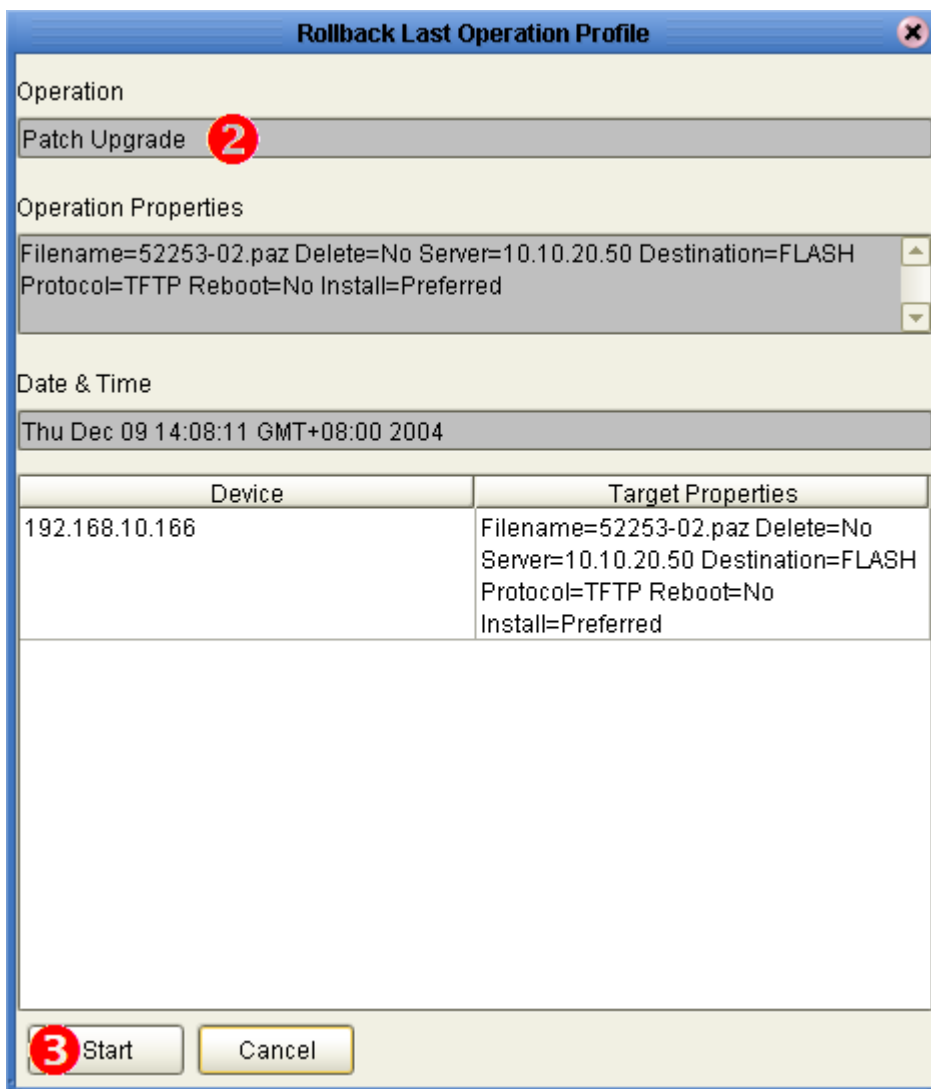 Rollback Last Operation Profile
Operation
Patch Upgrade 2
Operation Properties
Filename=52253-02.paz Delete=No Server=10.10.20.50 Destination=FLASH
Protocol=TFTP Reboot=No Install=Preferred
Date & Time
Thu Dec 09 14:08:11 GMT+08:00 2004
Device Target Properties
192.168.10.166 Filename=52253-02.paz Delete=No
Server=10.10.20.50 Destination=FLASH
Protocol=TFTP Reboot=No
Install=Preferred
3 Start Cancel